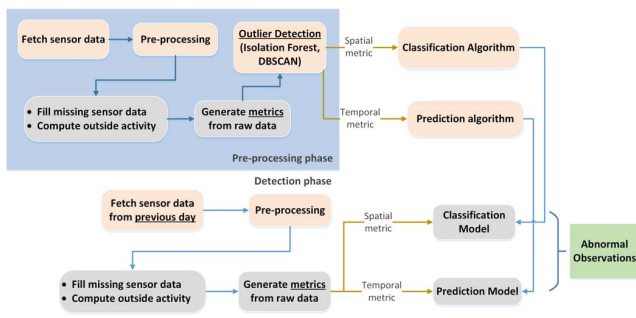 Fetch sensor data
Pre-processing
Outlier Detection
(Isolation Forest,
DBSCAN)
Spatial
metric
Classification Algorithm
• Fill missing sensor data
• Compute outside activity
Generate metrics
from raw data
Temporal
metric
Prediction algorithm
Pre-processing phase
Detection phase
Fetch sensor data
from previous day
Pre-processing
Spatial
metric
Classification
Model
Abnormal
Observations
• Fill missing sensor data
• Compute outside activity
Generate metrics
from raw data
Temporal
metric
Prediction Model